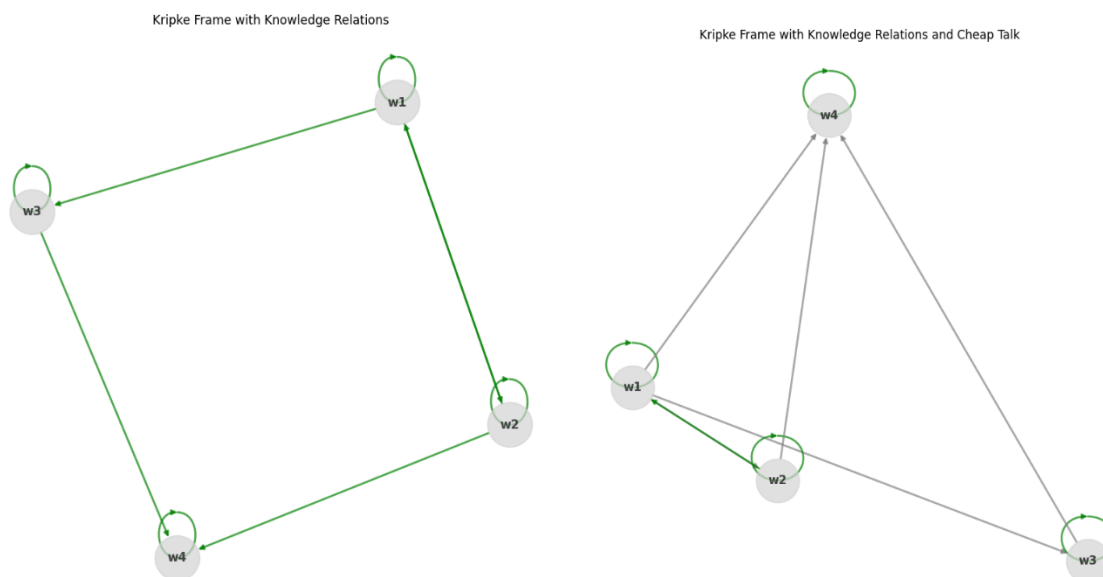 Kripke Frame with Knowledge Relations
w1
w3
w2
w4
Kripke Frame with Knowledge Relations and Cheap Talk
w4
w1
w2
w3